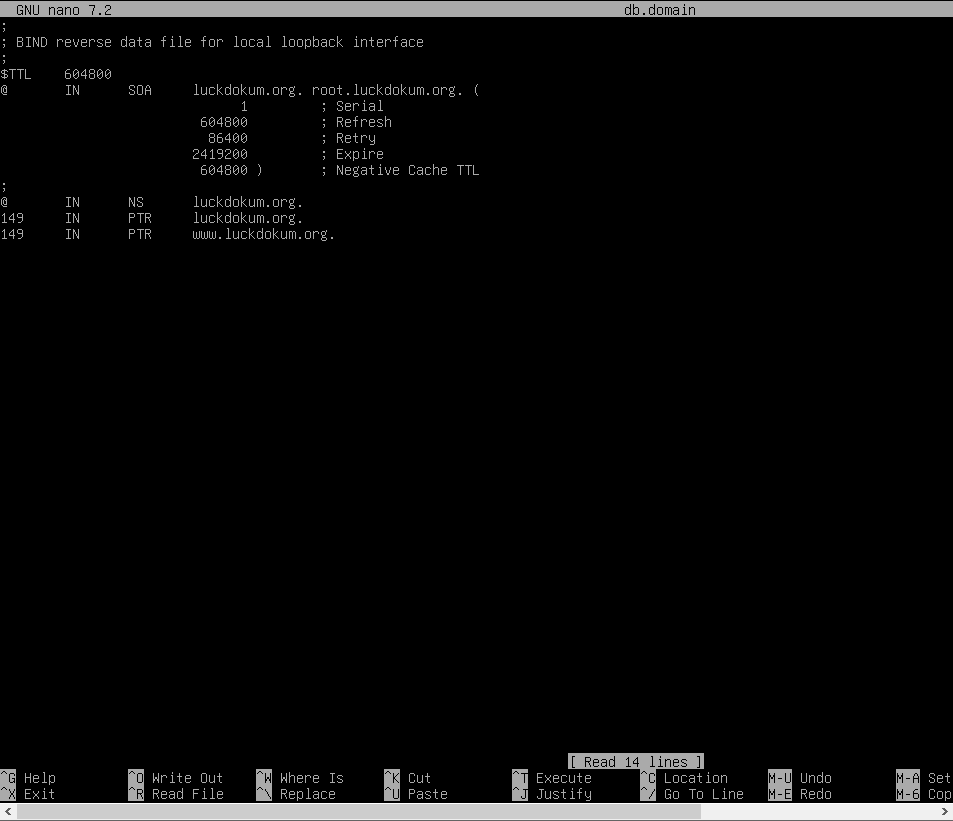 GNU nano 7.2 db.domain
;
; BIND reverse data file for local loopback interface
;
$TTL 604800
@ IN SOA luckdokum.org. root.luckdokum.org. (
1 ; Serial
604800 ; Refresh
86400 ; Retry
2419200 ; Expire
604800 ) ; Negative Cache TTL
;
@ IN NS luckdokum.org.
149 IN PTR luckdokum.org.
149 IN PTR www.luckdokum.org.
[ Read 14 lines ]
^G Help ^O Write Out ^W Where Is ^K Cut ^T Execute ^C Location M-U Undo M-A Set
^X Exit ^R Read File ^\ Replace ^U Paste ^J Justify ^/ Go To Line M-E Redo M-6 Cop